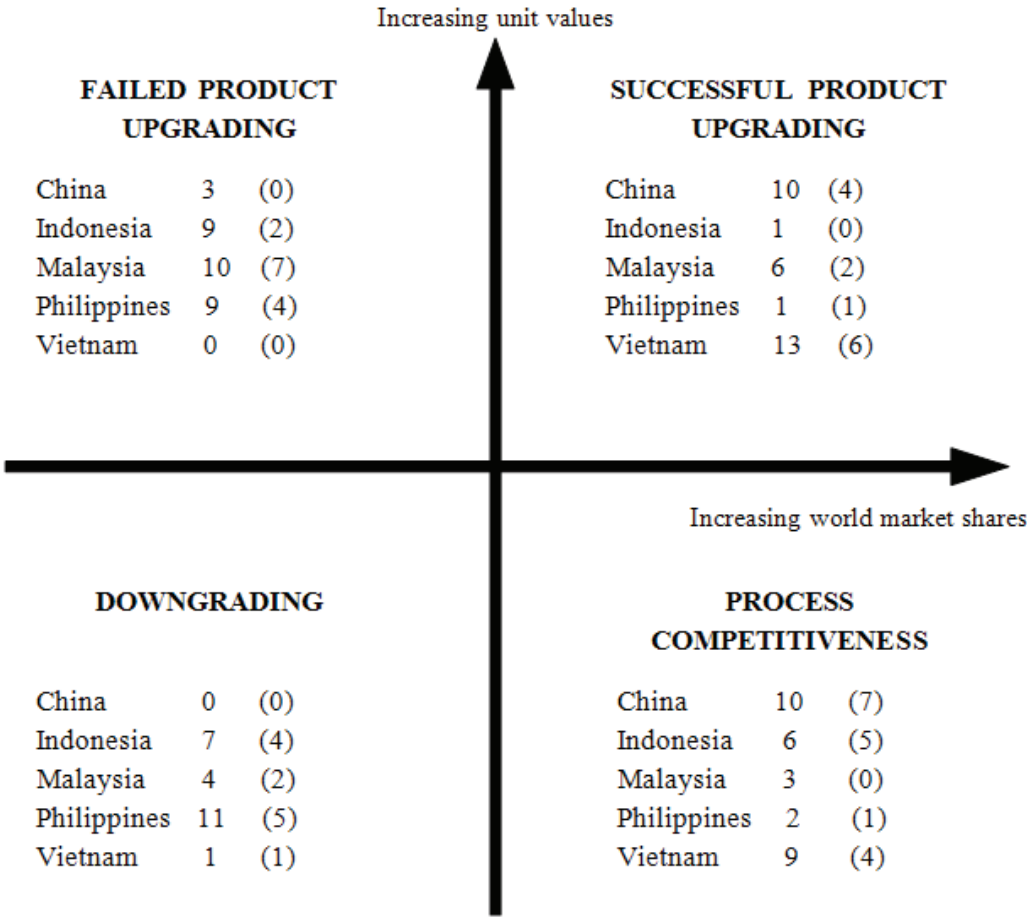 Increasing unit values
FAILED PRODUCT
UPGRADING
China 3 (0)
Indonesia 9 (2)
Malaysia 10 (7)
Philippines 9 (4)
Vietnam 0 (0)
SUCCESSFUL PRODUCT
UPGRADING
China 10 (4)
Indonesia 1 (0)
Malaysia 6 (2)
Philippines 1 (1)
Vietnam 13 (6)
Increasing world market shares
DOWNGRADING
China 0 (0)
Indonesia 7 (4)
Malaysia 4 (2)
Philippines 11 (5)
Vietnam 1 (1)
PROCESS
COMPETITIVENESS
China 10 (7)
Indonesia 6 (5)
Malaysia 3 (0)
Philippines 2 (1)
Vietnam 9 (4)